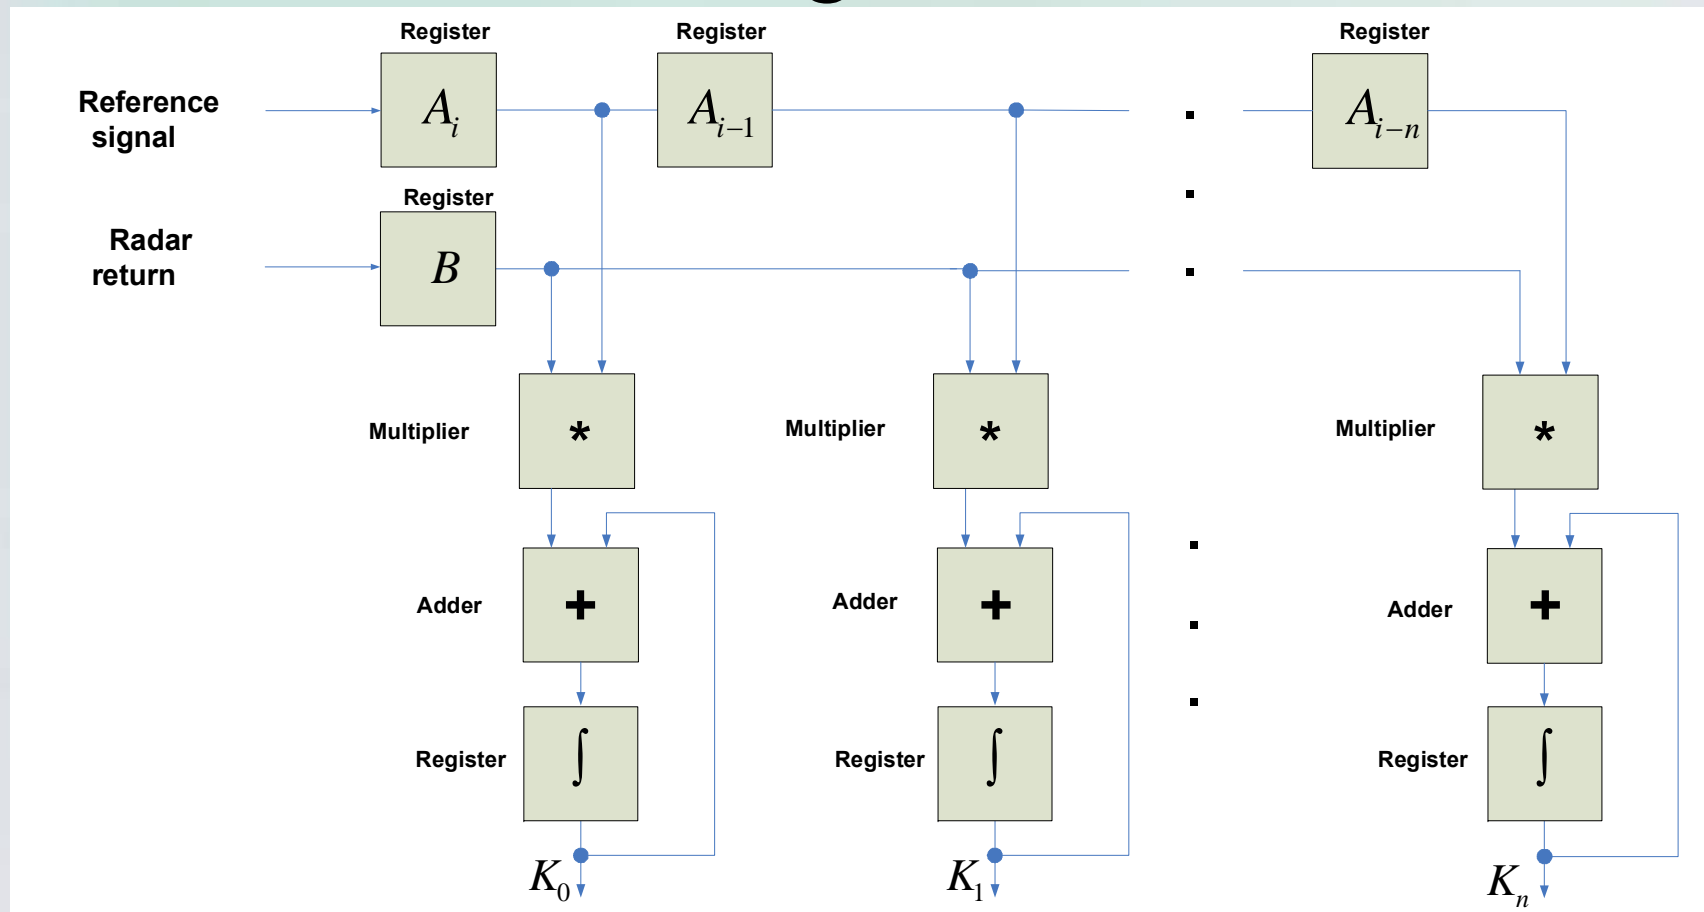 Register Register Register
Reference
signal
A_i A_{i-1} A_{i-n}
Register
Radar
return
B
Multiplier * Multiplier * Multiplier *
Adder + Adder + Adder +
Register ∫ Register ∫ Register ∫
K_0 K_1 K_n